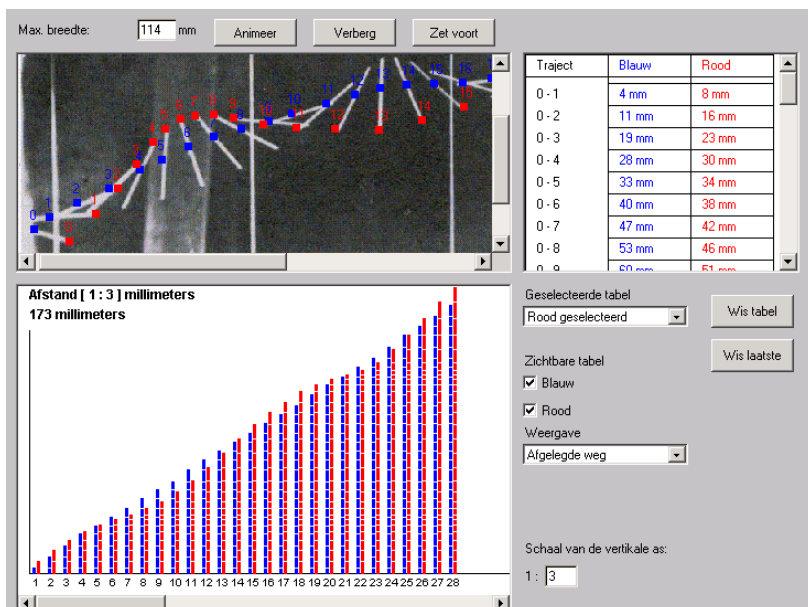 Max. breedte: 114 mm Animeer Verberg Zet voort
Traject Blauw Rood
0 - 1 4 mm 8 mm
0 - 2 11 mm 16 mm
0 - 3 19 mm 23 mm
0 - 4 28 mm 30 mm
0 - 5 33 mm 34 mm
0 - 6 40 mm 38 mm
0 - 7 47 mm 42 mm
0 - 8 53 mm 46 mm
0 - 9 60 mm 51 mm
Afstand [ 1 : 3 ] millimeters
173 millimeters
1 2 3 4 5 6 7 8 9 10 11 12 13 14 15 16 17 18 19 20 21 22 23 24 25 26 27 28
Geselecteerde tabel
Rood geselecteerd
Wis tabel
Zichtbare tabel
Wis laatste
Blauw
Rood
Weergave
Afgelegde weg
Schaal van de vertikale as:
1 : 3